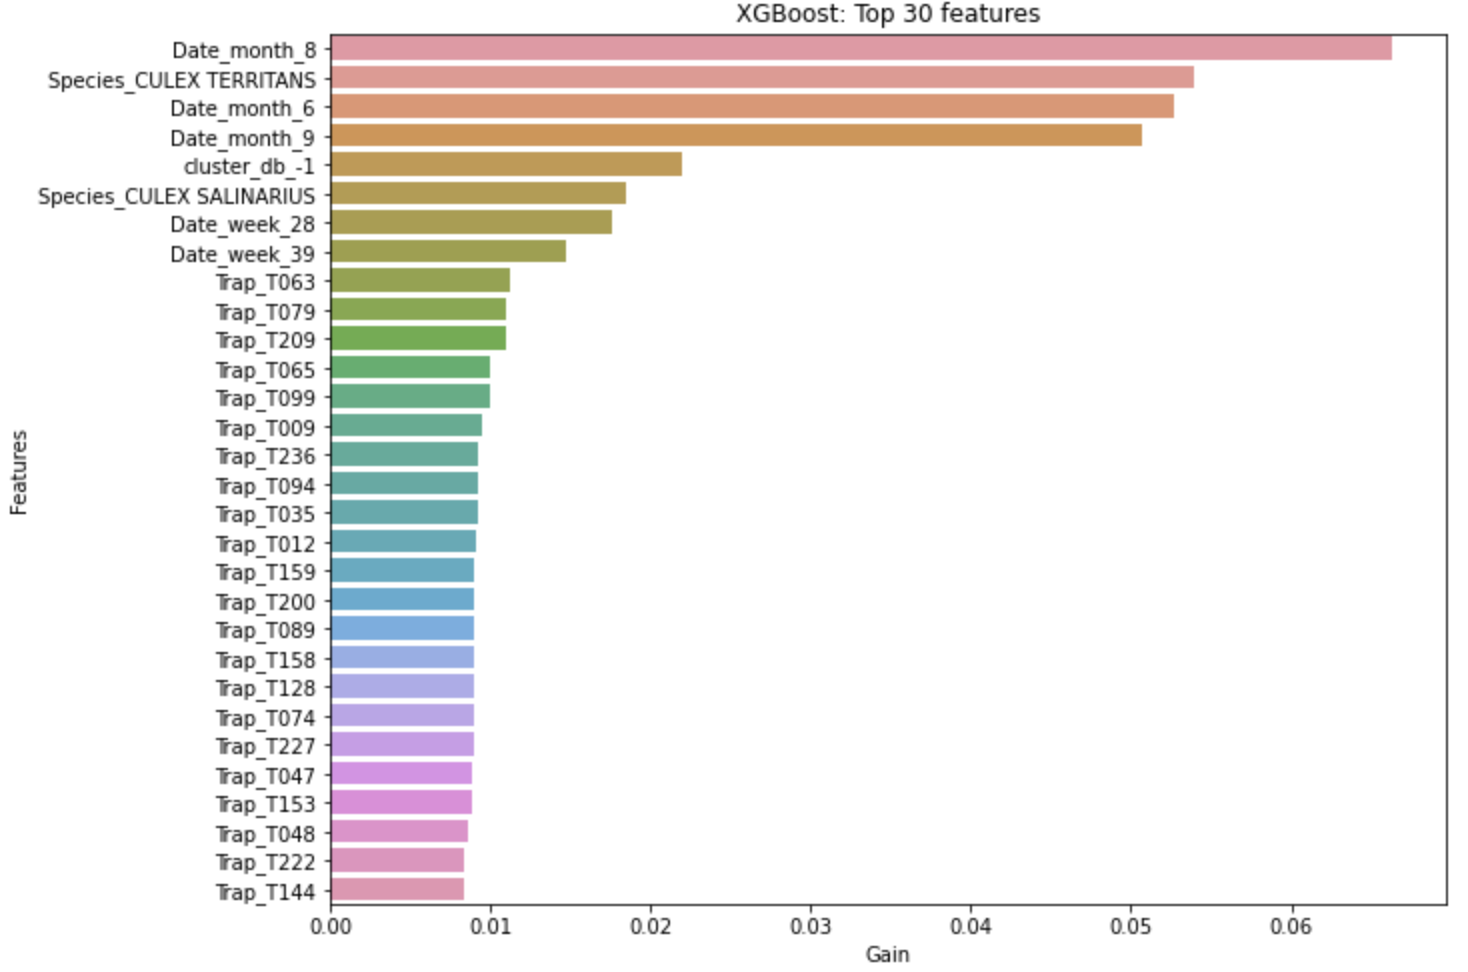 XGBoost: Top 30 features
Date_month_8
Species_CULEX TERRITANS
Date_month_6
Date_month_9
cluster_db_-1
Species_CULEX SALINARIUS
Date_week_28
Date_week_39
Trap_T063
Trap_T079
Trap_T209
Trap_T065
Trap_T099
Trap_T009
Trap_T236
Trap_T094
Trap_T035
Trap_T012
Trap_T159
Trap_T200
Trap_T089
Trap_T158
Trap_T128
Trap_T074
Trap_T227
Trap_T047
Trap_T153
Trap_T048
Trap_T222
Trap_T144
Features
0.00 0.01 0.02 0.03 0.04 0.05 0.06
Gain